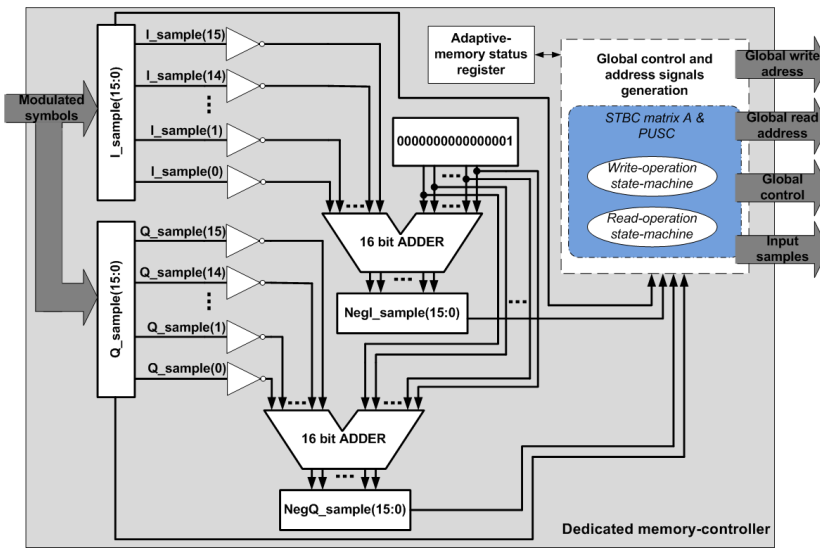 Modulated
symbols
I_sample(15:0)
I_sample(15)
I_sample(14)
I_sample(1)
I_sample(0)
Q_sample(15:0)
Q_sample(15)
Q_sample(14)
Q_sample(1)
Q_sample(0)
0000000000000001
16 bit ADDER
NegI_sample(15:0)
16 bit ADDER
NegQ_sample(15:0)
Adaptive-
memory status
register
Global control and
address signals
generation
STBC matrix A &
PUSC
Write-operation
state-machine
Read-operation
state-machine
Global write
adress
Global read
address
Global
control
Input
samples
Dedicated memory-controller